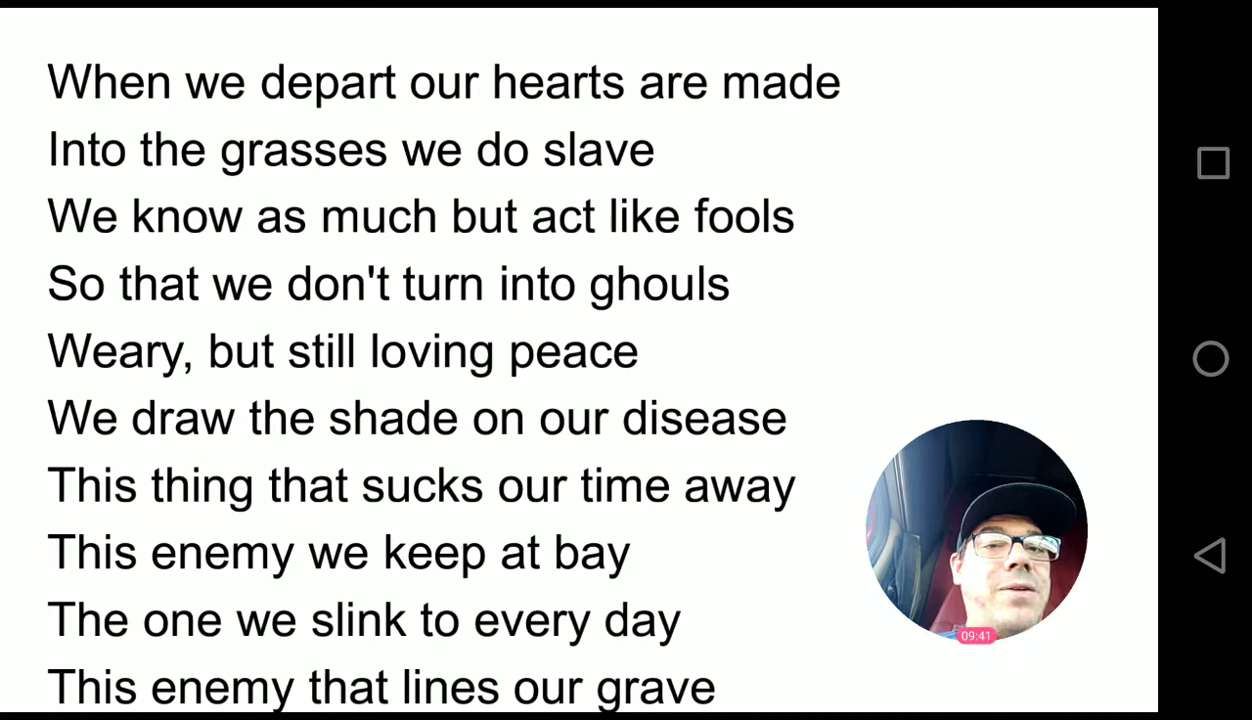 When we depart our hearts are made
Into the grasses we do slave
We know as much but act like fools
So that we don't turn into ghouls
Weary, but still loving peace
We draw the shade on our disease
This thing that sucks our time away
This enemy we keep at bay
The one we slink to every day
This enemy that lines our grave
09:41